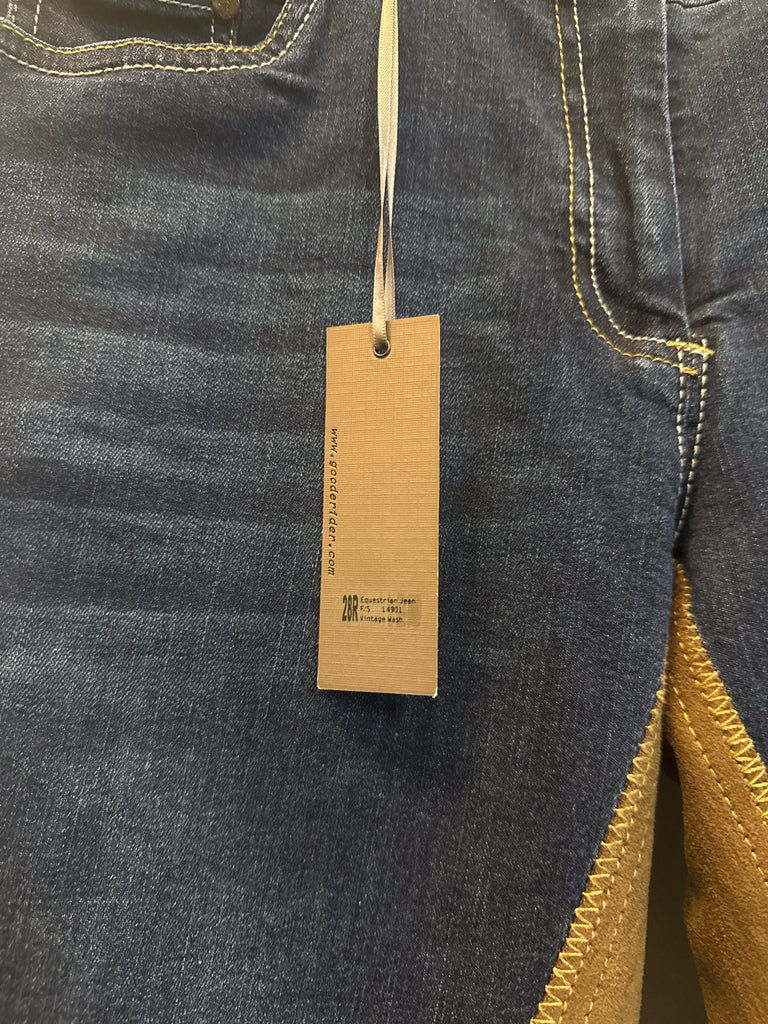 www.gooderider.com
28R Equestrian Jean
F/S 14901
Vintage Wash